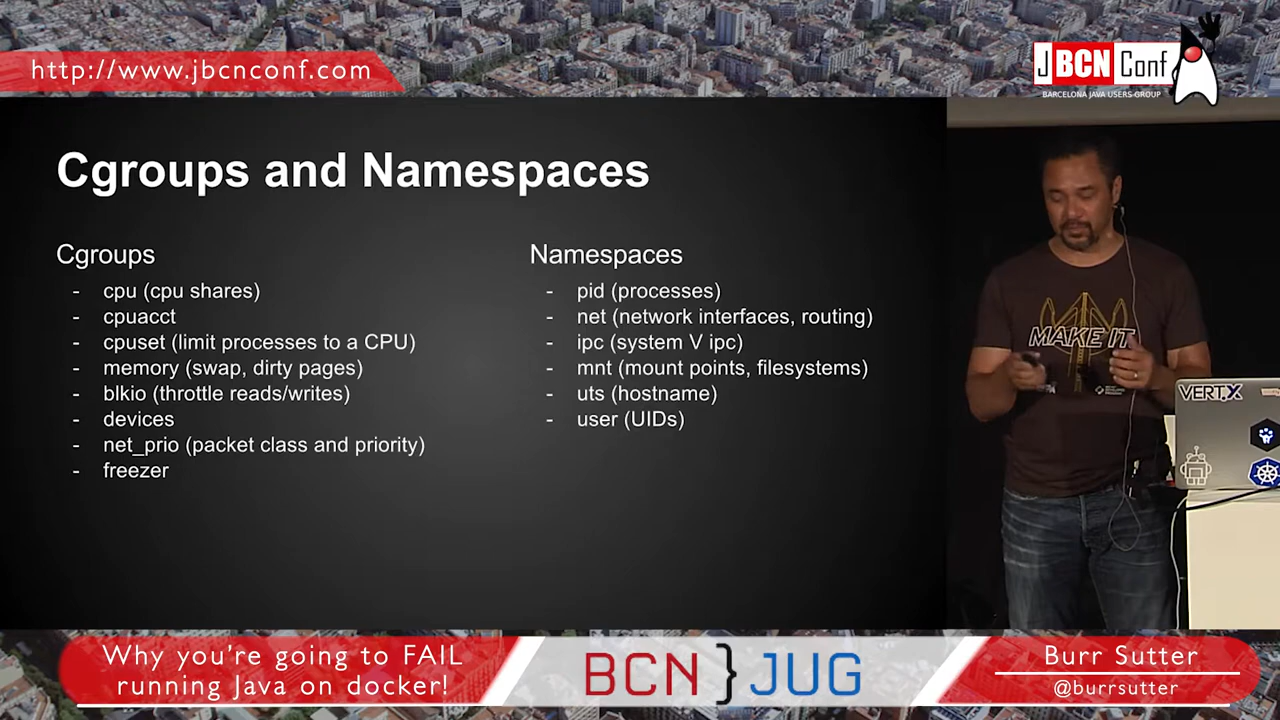 http://www.jbcnconf.com
JBCNConf
BARCELONA JAVA USERS GROUP
Cgroups and Namespaces
Cgroups
- cpu (cpu shares)
- cpuacct
- cpuset (limit processes to a CPU)
- memory (swap, dirty pages)
- blkio (throttle reads/writes)
- devices
- net_prio (packet class and priority)
- freezer
Namespaces
- pid (processes)
- net (network interfaces, routing)
- ipc (system V ipc)
- mnt (mount points, filesystems)
- uts (hostname)
- user (UIDs)
MAKE IT
VERT.X
Why you're going to FAIL
running Java on docker!
BCN}JUG
Burr Sutter
@burrsutter